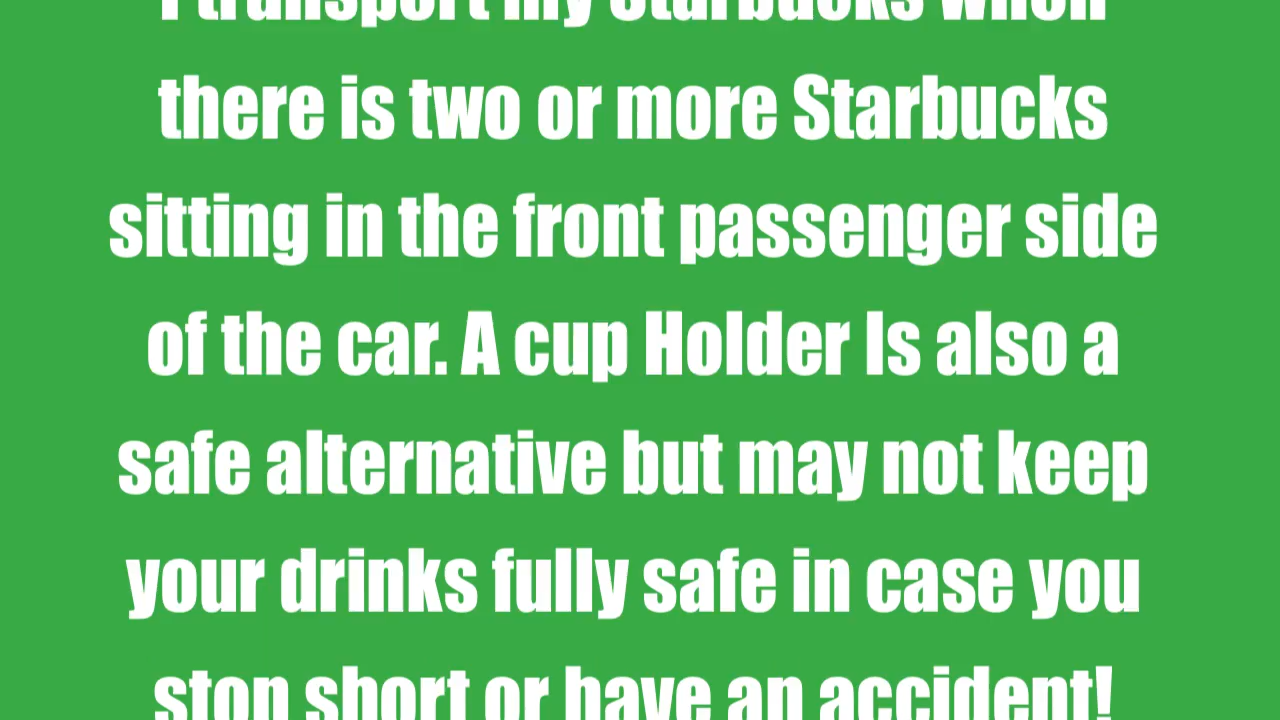 I transport my Starbucks when
there is two or more Starbucks
sitting in the front passenger side
of the car. A cup Holder Is also a
safe alternative but may not keep
your drinks fully safe in case you
stop short or have an accident!